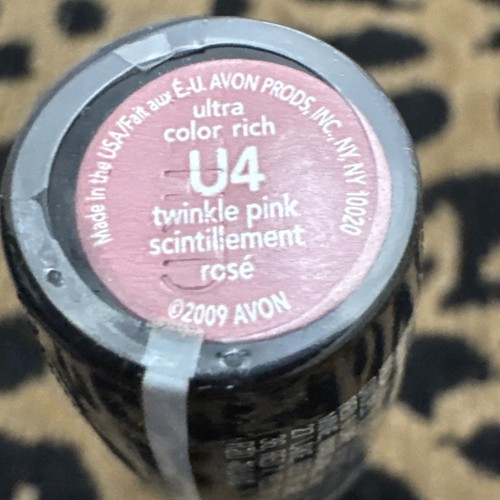 Made in the USA/Fait aux É.-U. AVON PRODS, INC., NY, NY 10020
ultra
color rich
U4
twinkle pink
scintillement
rosé
©2009 AVON